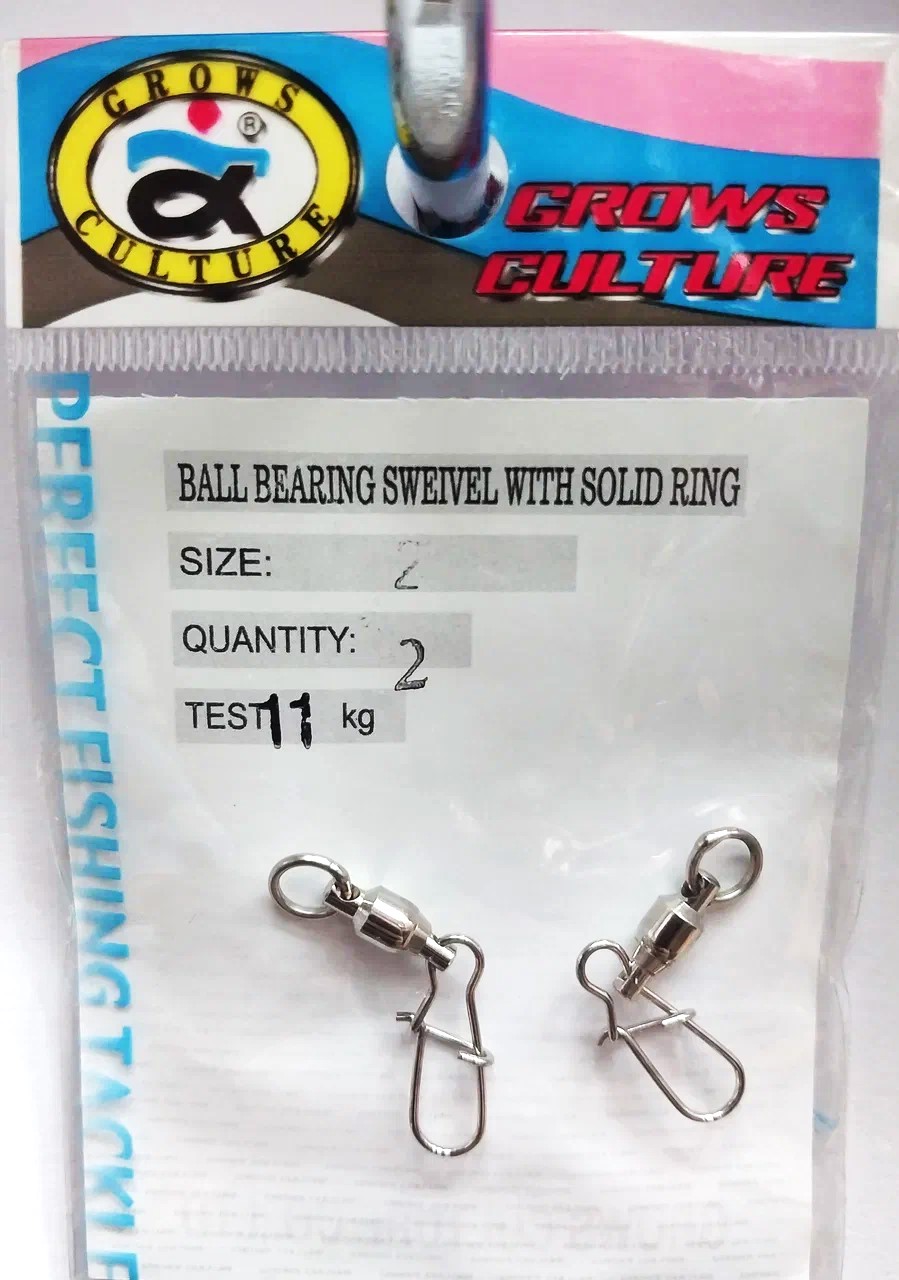 GROWS
®
CULTURE
GROWS
CULTURE
PERFECT FISHING TACKLE
BALL BEARING SWEIVEL WITH SOLID RING
SIZE: 2
QUANTITY: 2
TEST 11 kg